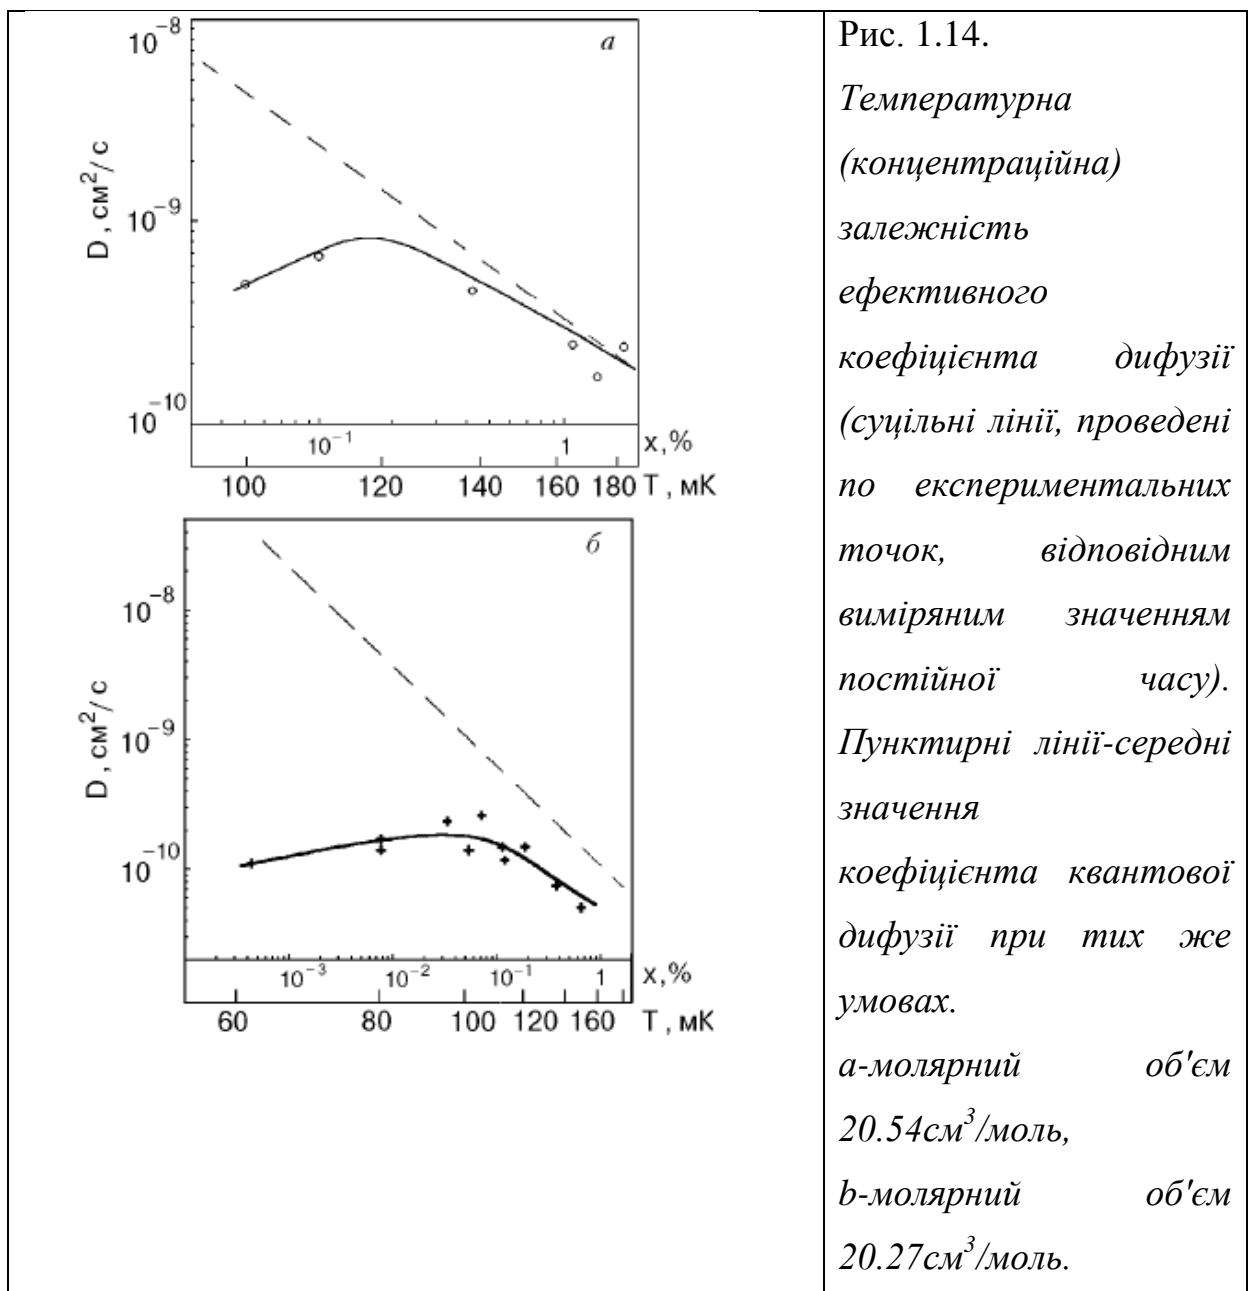 10⁻⁸
а
D, см²/с
10⁻⁹
10⁻¹⁰
10⁻¹ 1 x,%
100 120 140 160 180 T, мК
б
10⁻⁸
D, см²/с
10⁻⁹
10⁻¹⁰
10⁻³ 10⁻² 10⁻¹ 1 x,%
60 80 100 120 160 T, мК
Рис. 1.14.
Температурна
(концентраційна)
залежність
ефективного
коефіцієнта дифузії
(суцільні лінії, проведені
по експериментальних
точок, відповідним
виміряним значенням
постійної часу).
Пунктирні лінії-середні
значення
коефіцієнта квантової
дифузії при тих же
умовах.
а-молярний об'єм
20.54см³/моль,
b-молярний об'єм
20.27см³/моль.